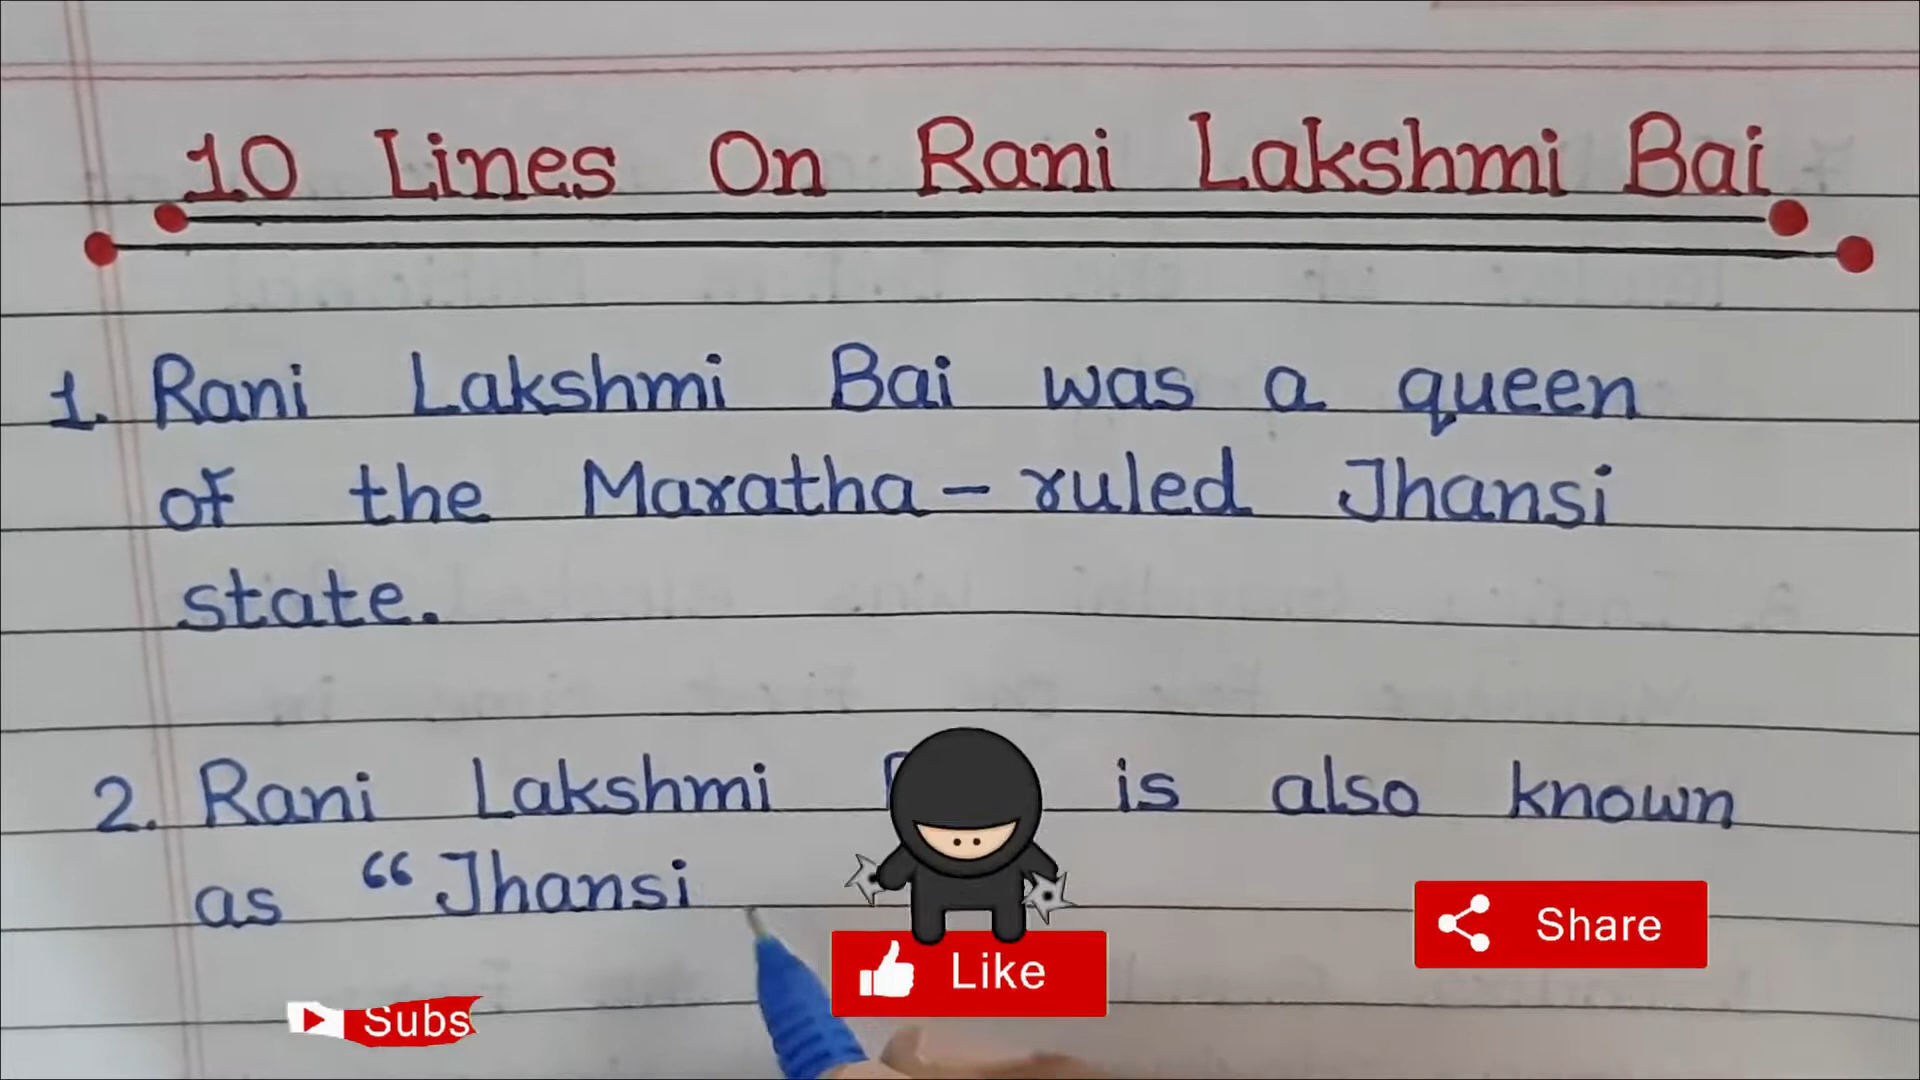 10 Lines On Rani Lakshmi Bai
1. Rani Lakshmi Bai was a queen
of the Maratha-ruled Jhansi
state.
2. Rani Lakshmi is also known
as "Jhansi
Share
Like
Subs